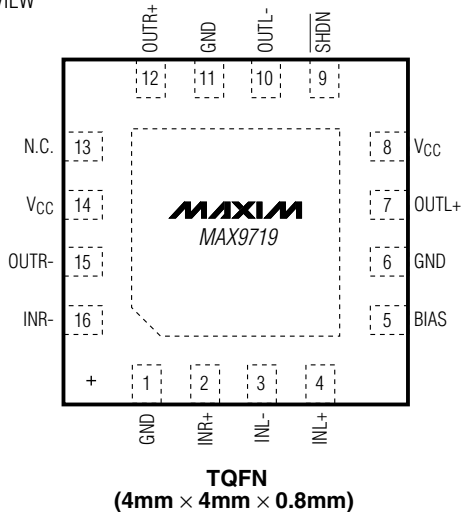 VIEW
OUTR+
GND
OUTL-
SHDN
12
11
10
9
N.C. 13
8 VCC
VCC 14
7 OUTL+
MAXIM
MAX9719
OUTR- 15
6 GND
INR- 16
5 BIAS
+
1
2
3
4
GND
INR+
INL-
INL+
TQFN
(4mm × 4mm × 0.8mm)